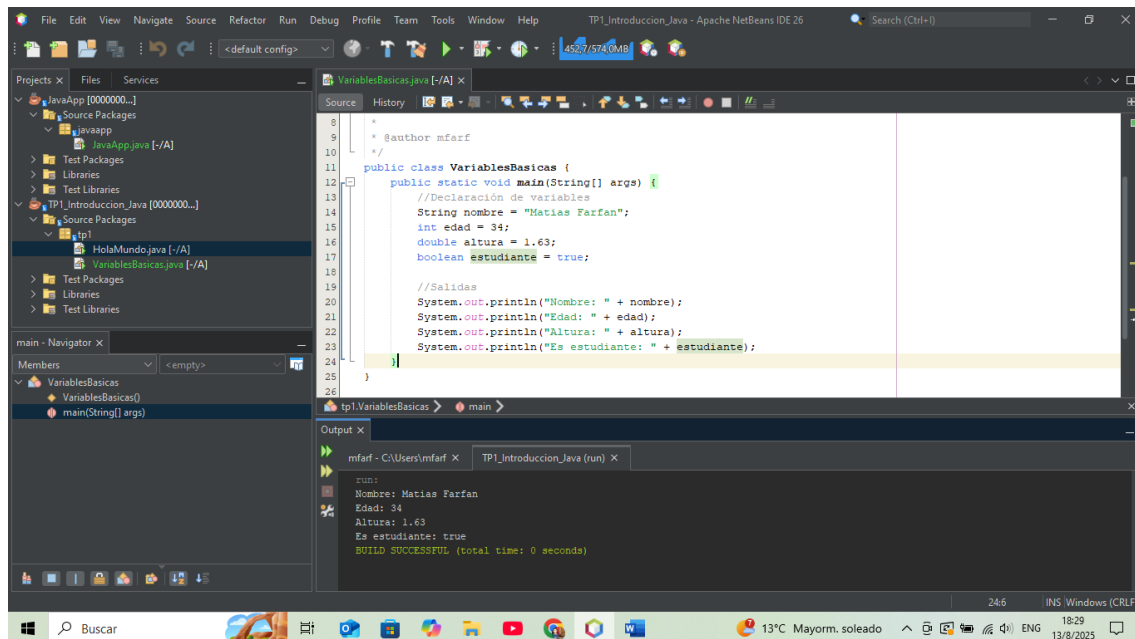 File Edit View Navigate Source Refactor Run Debug Profile Team Tools Window Help TP1_Introduccion_Java - Apache NetBeans IDE 26 Search (Ctrl+I)
<default config> 452,7/574,0MB
Projects Files Services
JavaApp [0000000...]
Source Packages
javaapp
JavaApp.java [-/A]
Test Packages
Libraries
Test Libraries
TP1_Introduccion_Java [0000000...]
Source Packages
tp1
HolaMundo.java [-/A]
VariablesBasicas.java [-/A]
Test Packages
Libraries
Test Libraries
main - Navigator
Members <empty>
VariablesBasicas
VariablesBasicas()
main(String[] args)
VariablesBasicas.java [-/A]
Source History
8 *
9 * @author mfarf
10 */
11 public class VariablesBasicas {
12 public static void main(String[] args) {
13 //Declaración de variables
14 String nombre = "Matias Farfan";
15 int edad = 34;
16 double altura = 1.63;
17 boolean estudiante = true;
18
19 //Salidas
20 System.out.println("Nombre: " + nombre);
21 System.out.println("Edad: " + edad);
22 System.out.println("Altura: " + altura);
23 System.out.println("Es estudiante: " + estudiante);
24 }
25 }
26
tp1.VariablesBasicas main
Output
mfarf - C:\Users\mfarf TP1_Introduccion_Java (run)
run:
Nombre: Matias Farfan
Edad: 34
Altura: 1.63
Es estudiante: true
BUILD SUCCESSFUL (total time: 0 seconds)
24:6 INS Windows (CRLF
Buscar 13°C Mayorm. soleado ENG 18:29
13/8/2025